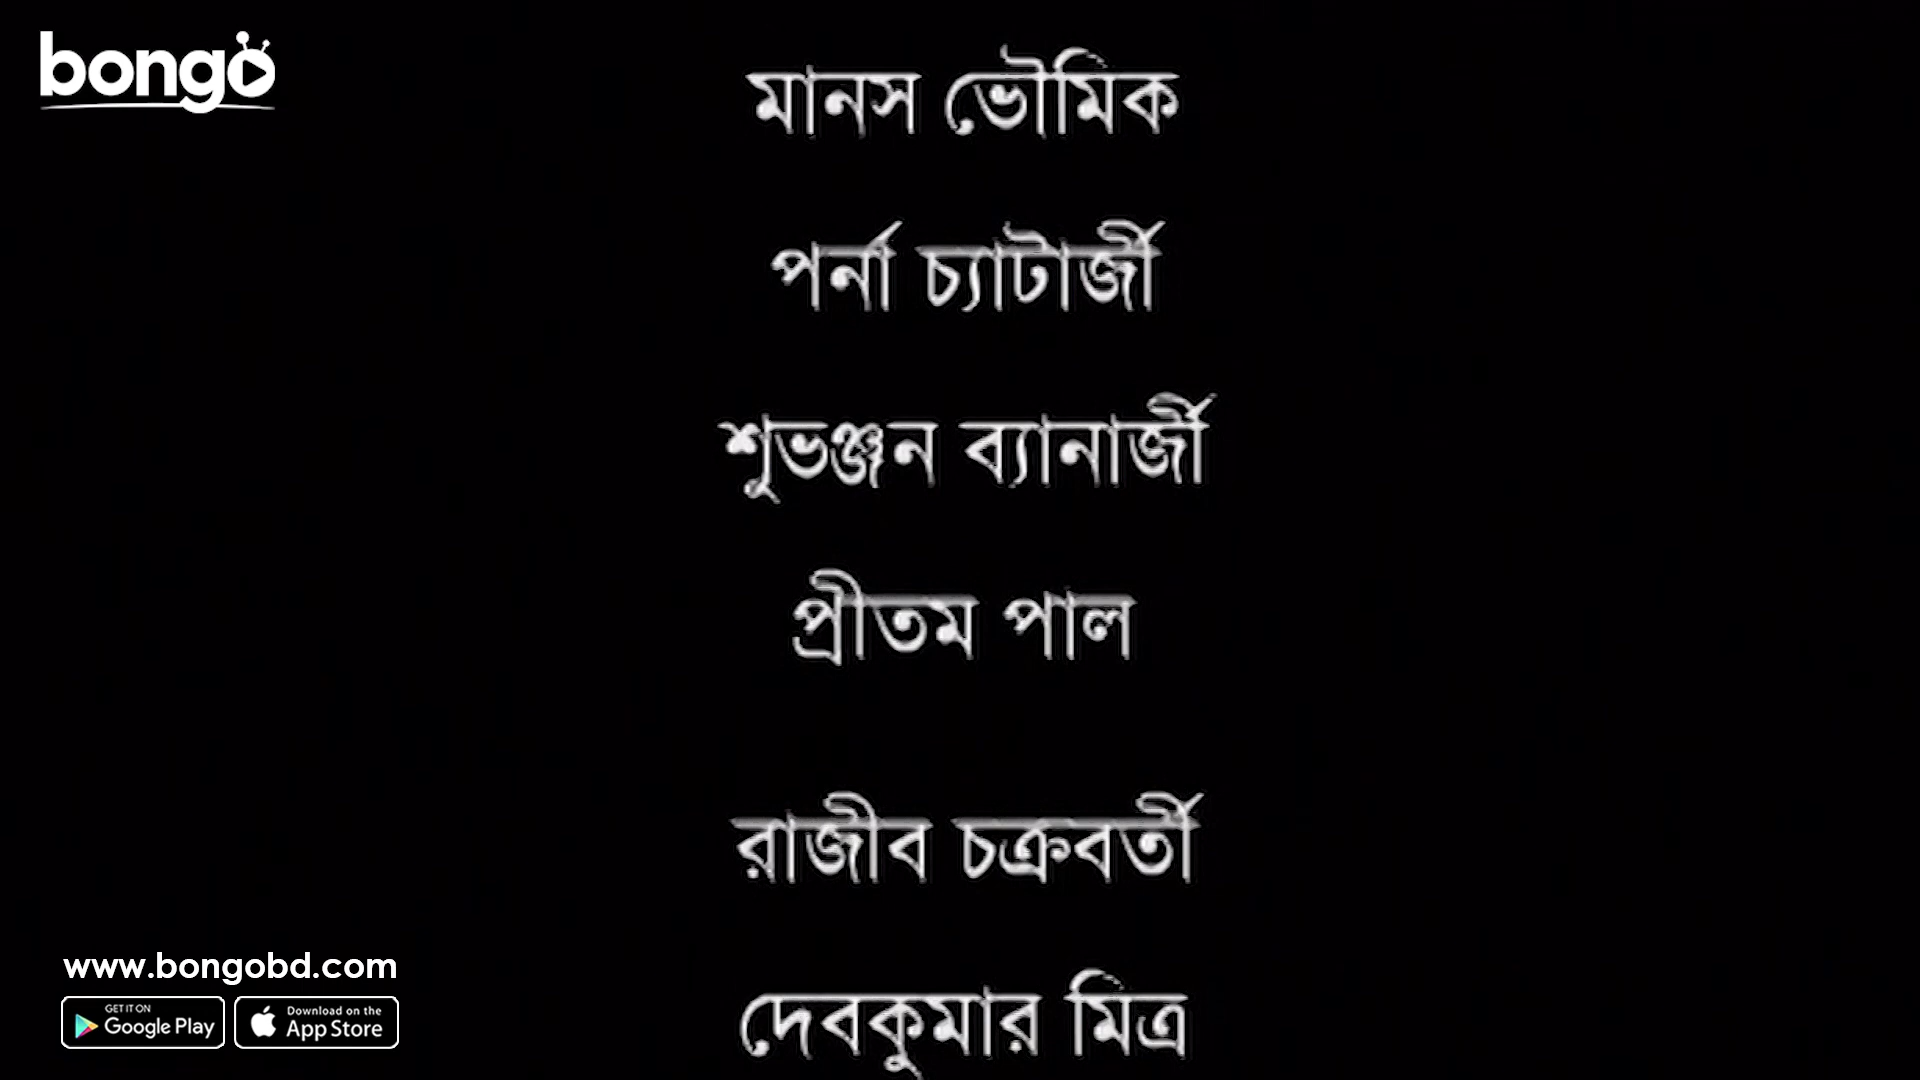 bongo
মানস ভৌমিক
পর্না চ্যাটার্জী
শুভঞ্জন ব্যানার্জী
প্রীতম পাল
রাজীব চক্রবর্তী
দেবকুমার মিত্র
www.bongobd.com
GET IT ON Google Play
Download on the App Store